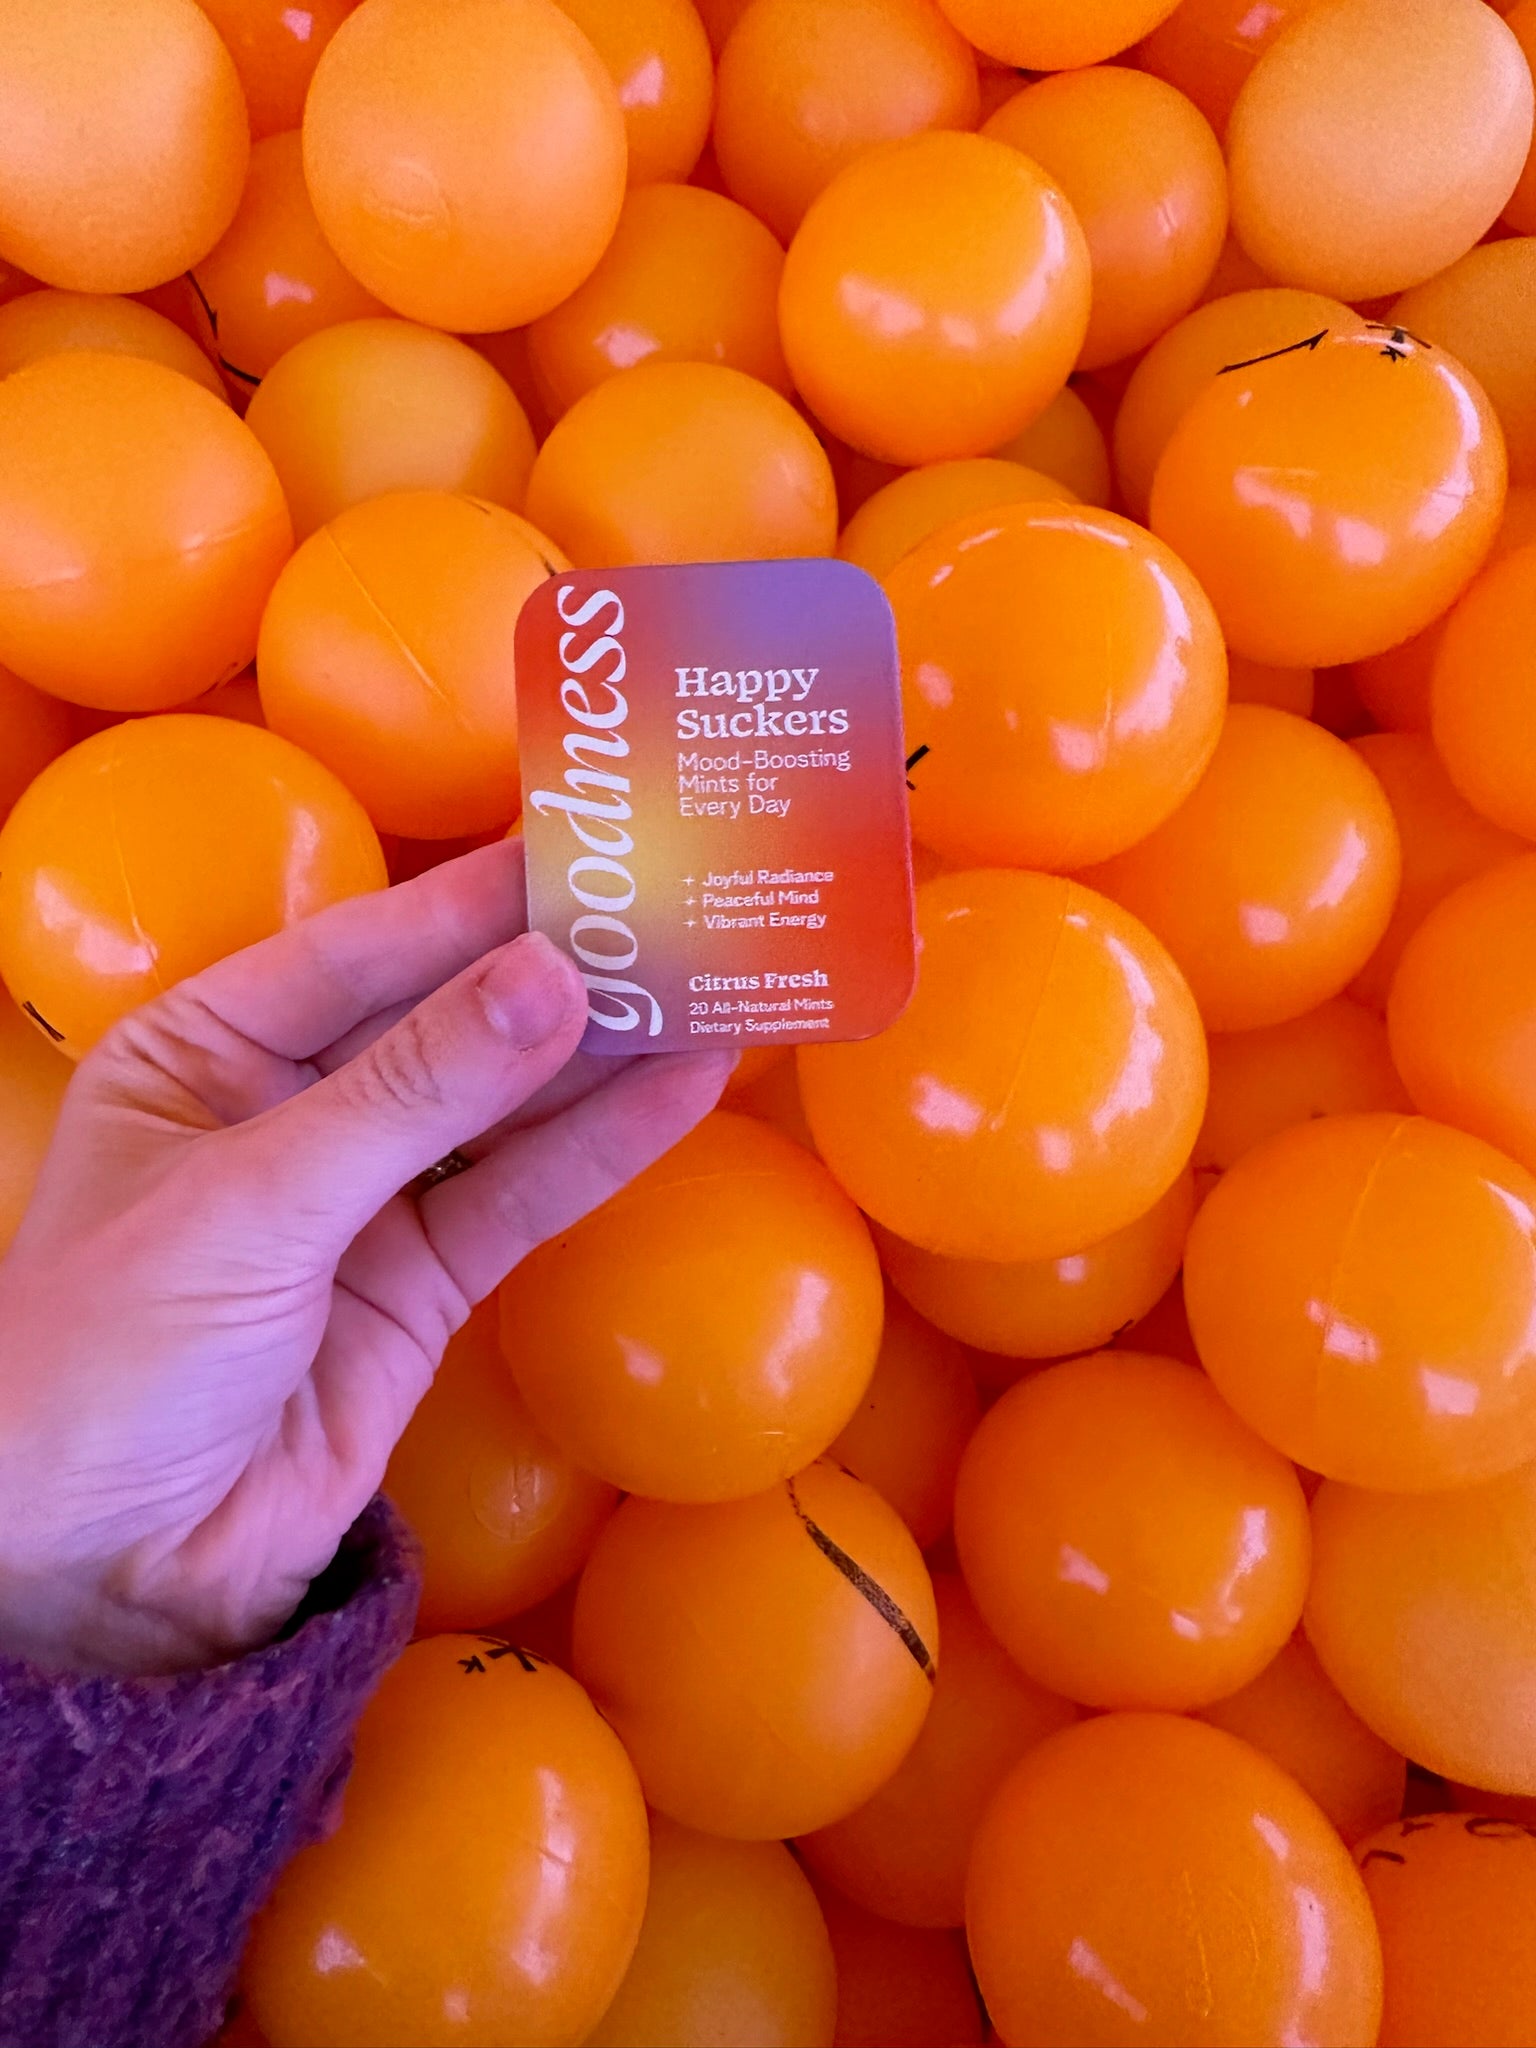 goodness
Happy
Suckers
Mood-Boosting
Mints for
Every Day
+ Joyful Radiance
+ Peaceful Mind
+ Vibrant Energy
Citrus Fresh
20 All-Natural Mints
Dietary Supplement